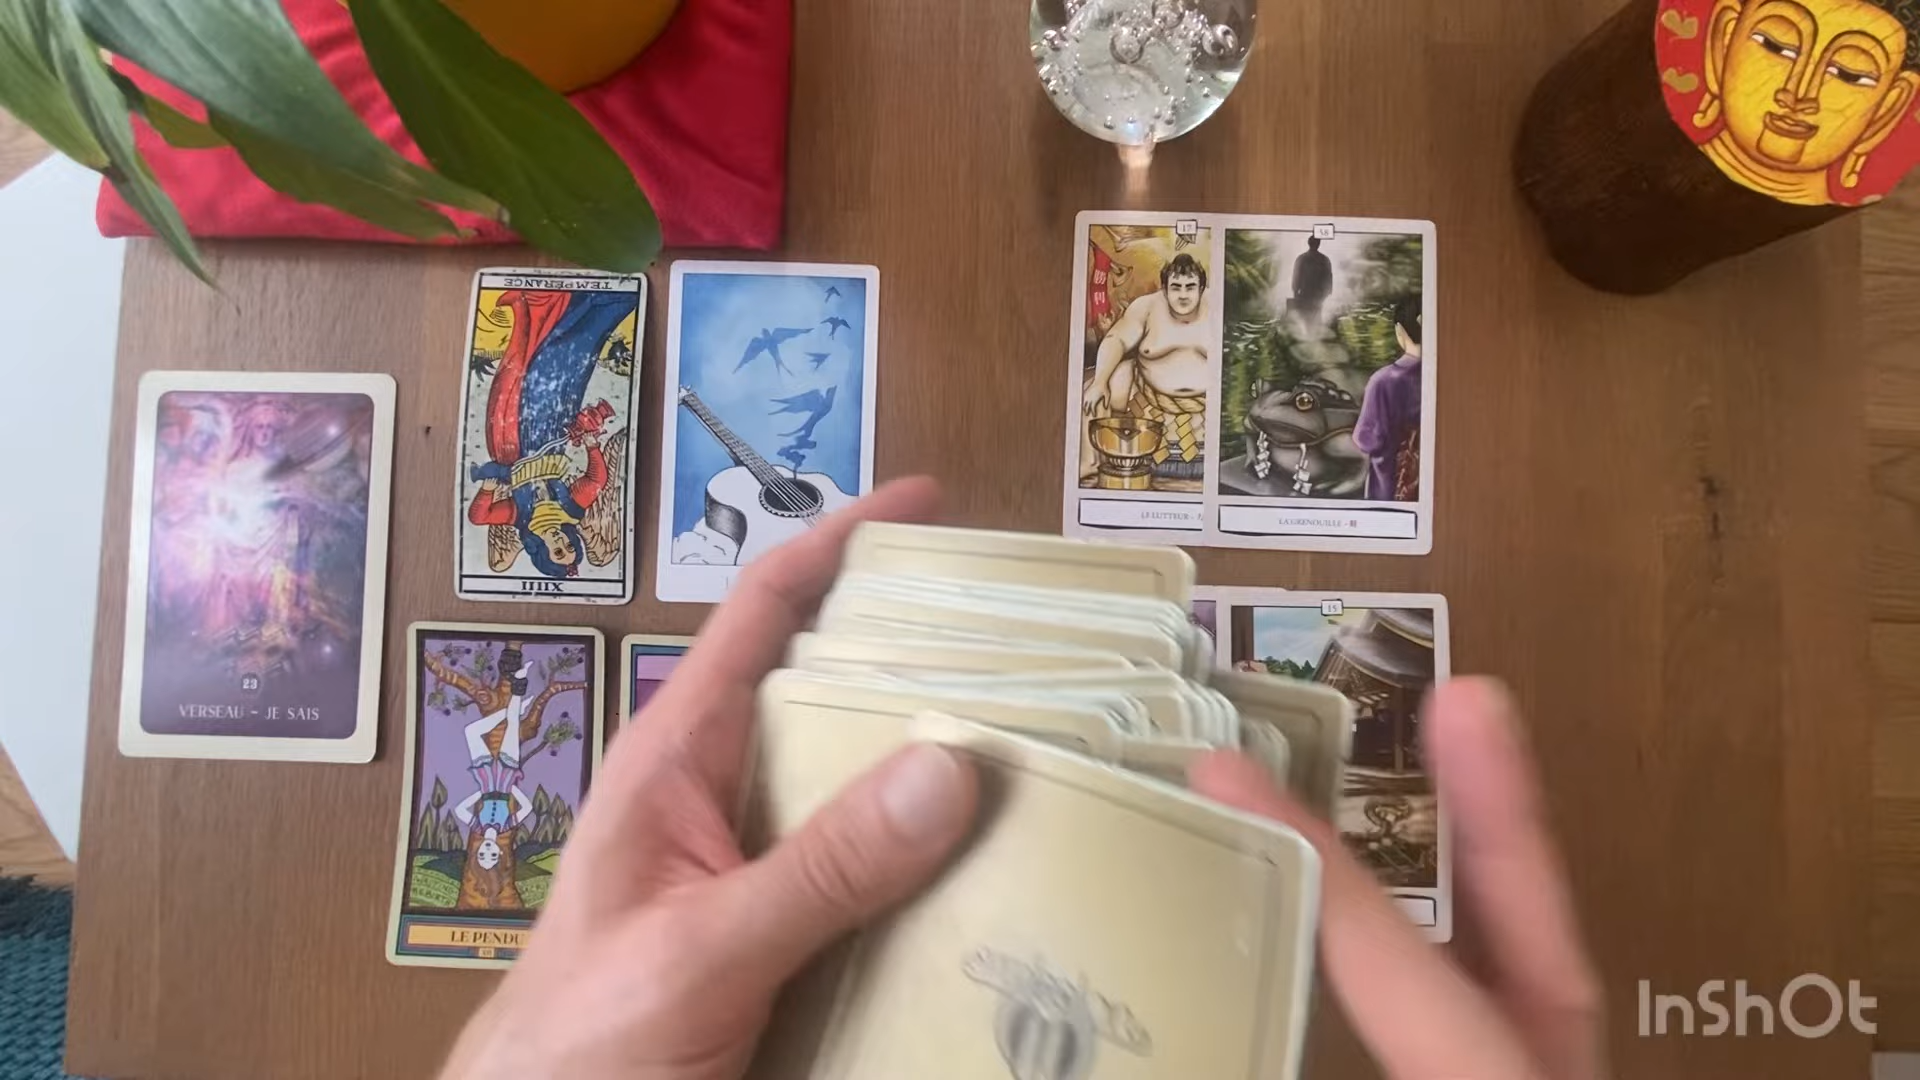 TEMPERANCE
XIIII
23
VERSEAU - JE SAIS
LE PENDU
17
58
LE LUTTEUR -
LA GRENOUILLE -
15
InShOt